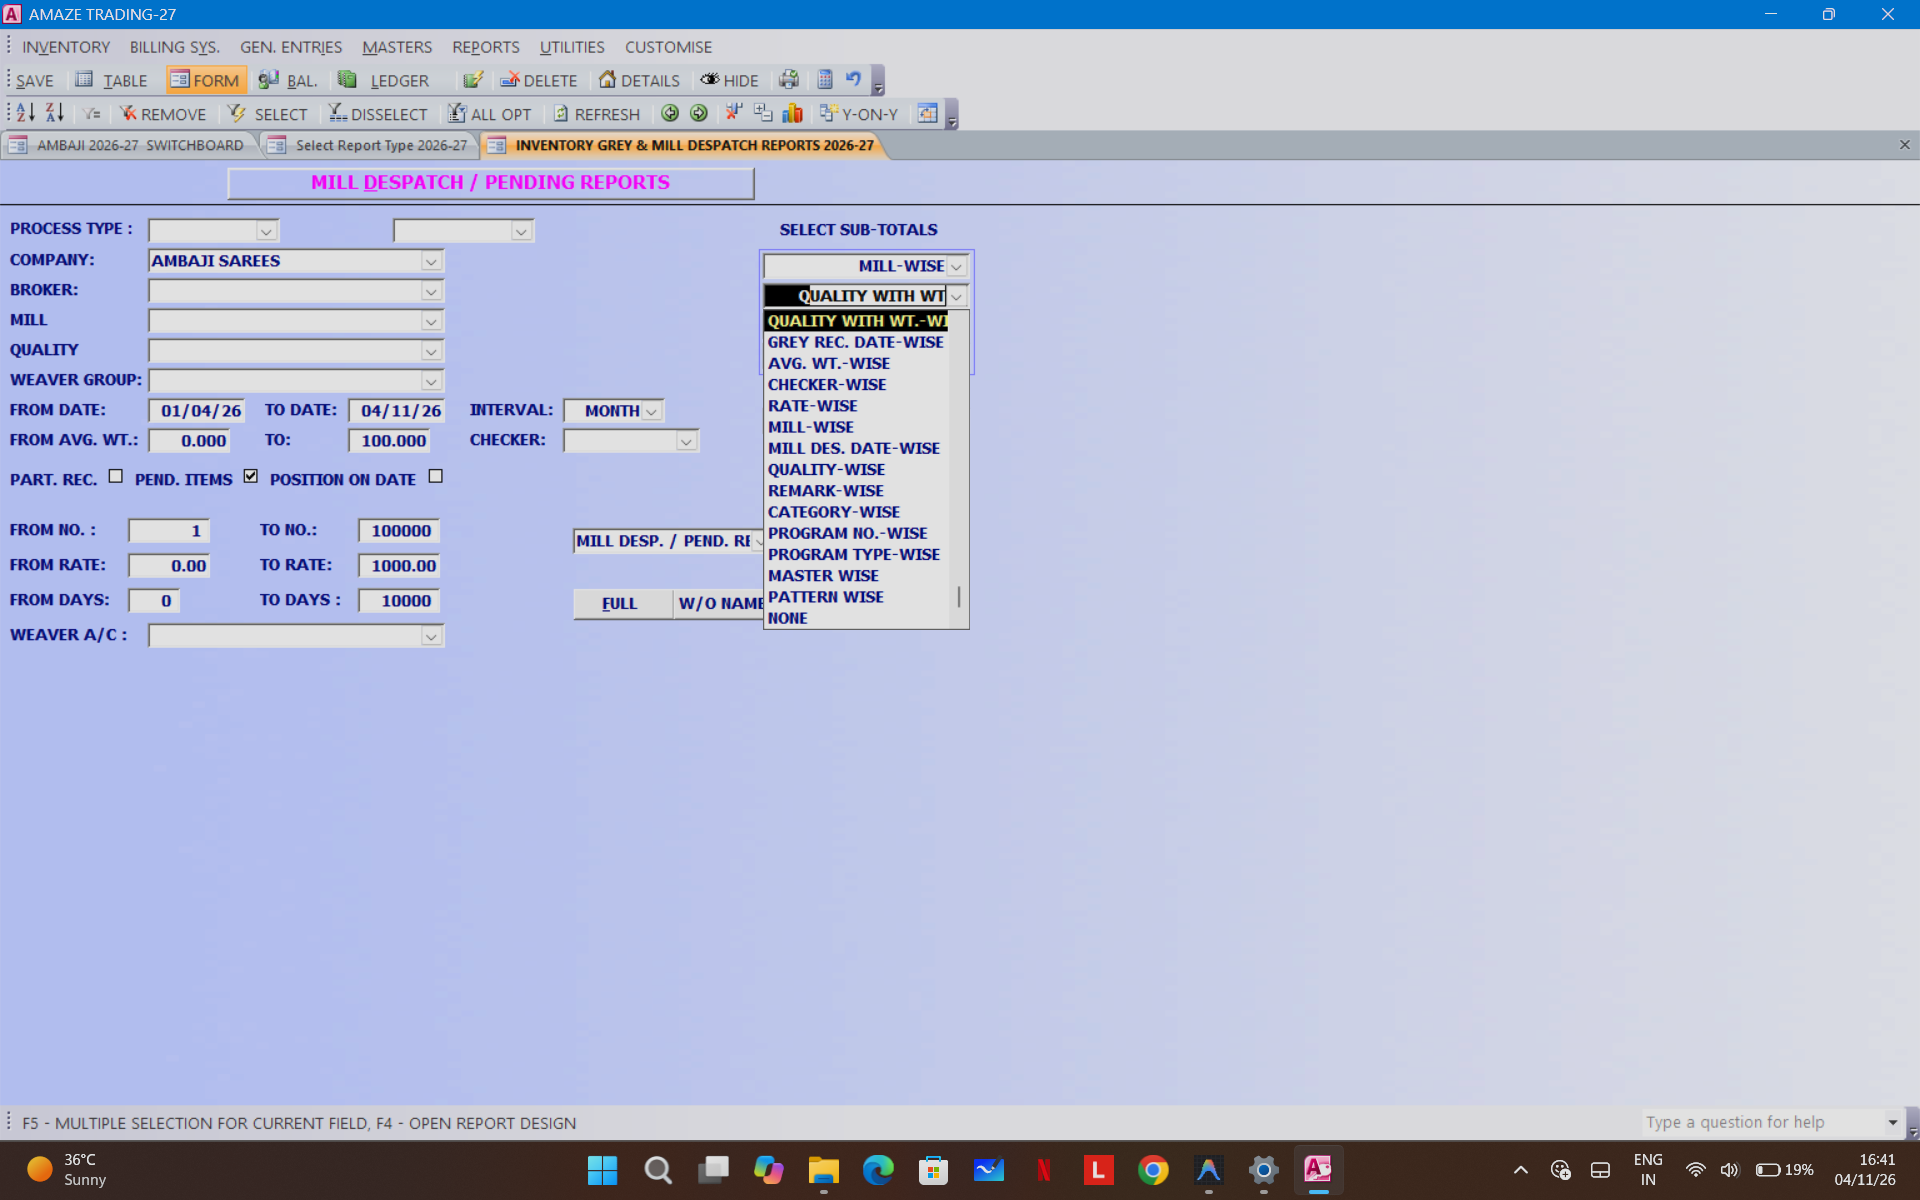 AMAZE TRADING-27
INVENTORY BILLING SYS. GEN. ENTRIES MASTERS REPORTS UTILITIES CUSTOMISE
SAVE TABLE FORM BAL. LEDGER DELETE DETAILS HIDE
REMOVE SELECT DISSELECT ALL OPT REFRESH Y-ON-Y
AMBAJI 2026-27 SWITCHBOARD Select Report Type 2026-27 INVENTORY GREY & MILL DESPATCH REPORTS 2026-27
MILL DESPATCH / PENDING REPORTS
PROCESS TYPE : SELECT SUB-TOTALS
COMPANY: AMBAJI SAREES MILL-WISE
BROKER: QUALITY WITH WT
MILL
QUALITY
WEAVER GROUP:
FROM DATE: 01/04/26 TO DATE: 04/11/26 INTERVAL: MONTH
FROM AVG. WT.: 0.000 TO: 100.000 CHECKER:
PART. REC. PEND. ITEMS POSITION ON DATE
FROM NO. : 1 TO NO.: 100000
MILL DESP. / PEND. RE
FROM RATE: 0.00 TO RATE: 1000.00
FROM DAYS: 0 TO DAYS : 10000 FULL W/O NAME
WEAVER A/C :
QUALITY WITH WT.-WI
GREY REC. DATE-WISE
AVG. WT.-WISE
CHECKER-WISE
RATE-WISE
MILL-WISE
MILL DES. DATE-WISE
QUALITY-WISE
REMARK-WISE
CATEGORY-WISE
PROGRAM NO.-WISE
PROGRAM TYPE-WISE
MASTER WISE
PATTERN WISE
NONE
F5 - MULTIPLE SELECTION FOR CURRENT FIELD, F4 - OPEN REPORT DESIGN Type a question for help
36°C
Sunny
ENG
IN
19%
16:41
04/11/26